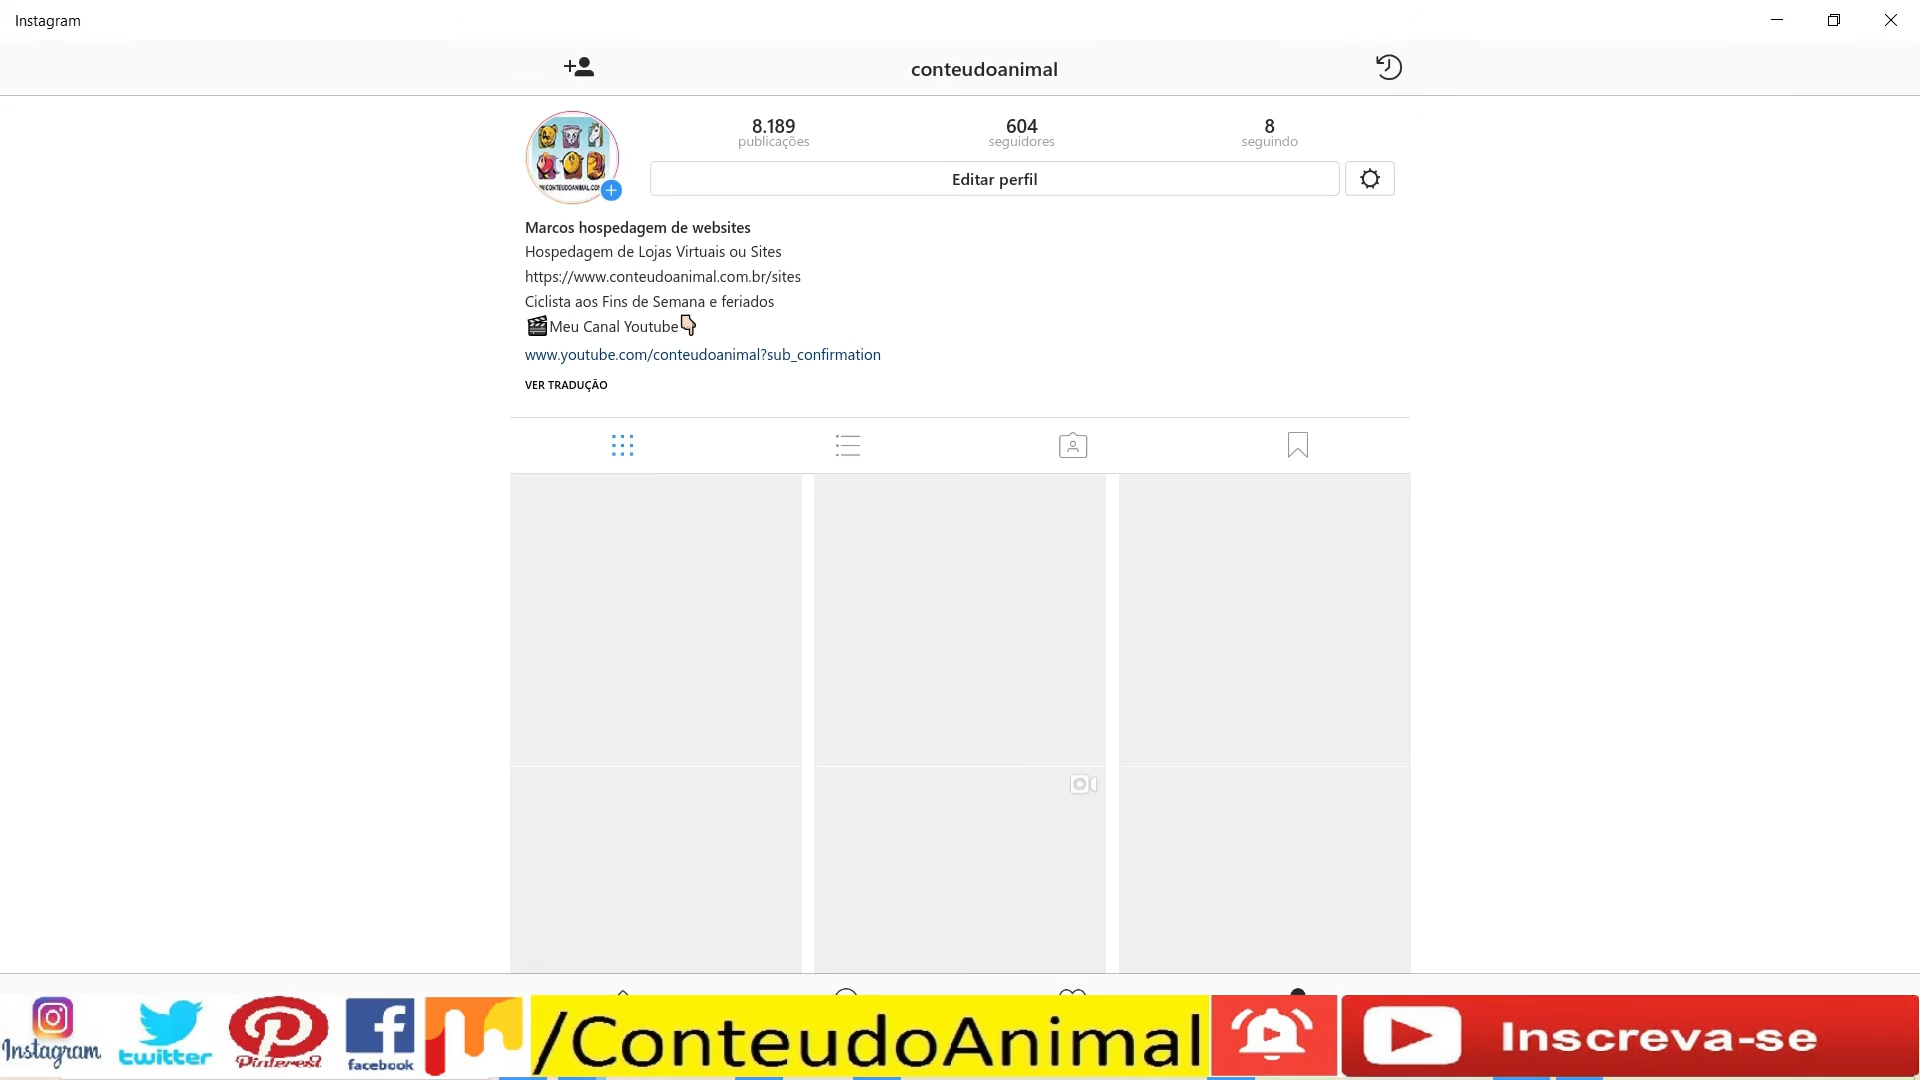 Instagram
conteudoanimal
8.189
publicações
604
seguidores
8
seguindo
Editar perfil
Marcos hospedagem de websites
Hospedagem de Lojas Virtuais ou Sites
https://www.conteudoanimal.com.br/sites
Ciclista aos Fins de Semana e feriados
Meu Canal Youtube
www.youtube.com/conteudoanimal?sub_confirmation
VER TRADUÇÃO
Instagram
twitter
Pinterest
facebook
/ConteudoAnimal
Inscreva-se